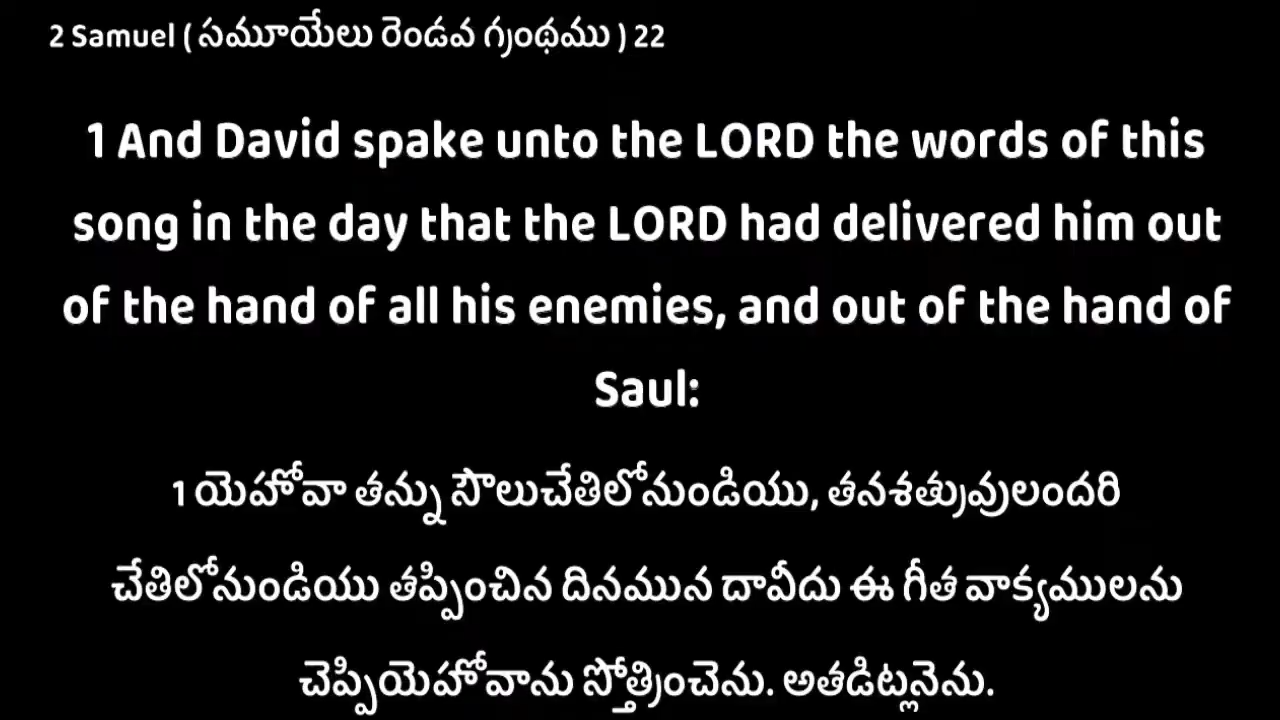 2 Samuel ( సమూయేలు రెండవ గ్రంథము ) 22
1 And David spake unto the LORD the words of this
song in the day that the LORD had delivered him out
of the hand of all his enemies, and out of the hand of
Saul:
1 యెహోవా తన్ను సౌలుచేతిలోనుండియు, తనశత్రువులందరి
చేతిలోనుండియు తప్పించిన దినమున దావీదు ఈ గీత వాక్యములను
చెప్పియెహోవాను స్తోత్రించెను. అతడిట్లనెను.